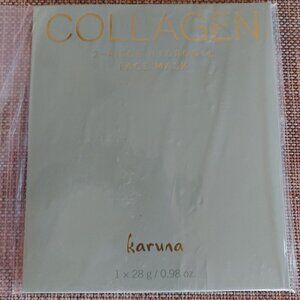 COLLAGEN
2-PIECE HYDROGEL
FACE MASK
karuna
1 x 28 g / 0.98 oz.